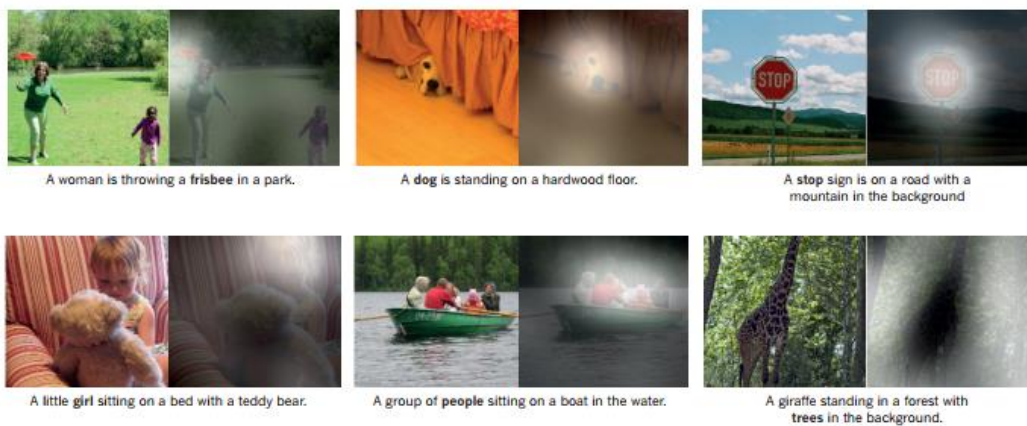 STOP
A woman is throwing a frisbee in a park.
A dog is standing on a hardwood floor.
A stop sign is on a road with a
mountain in the background
A little girl sitting on a bed with a teddy bear.
A group of people sitting on a boat in the water.
A giraffe standing in a forest with
trees in the background.